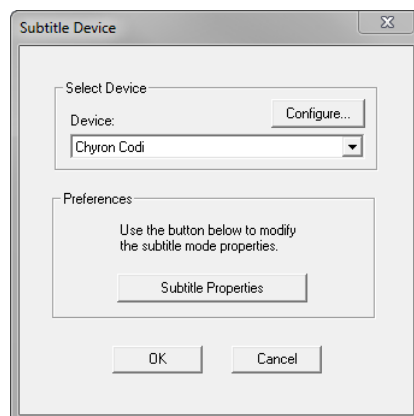 Subtitle Device
Select Device
Configure...
Device:
Chyron Codi
Preferences
Use the button below to modify
the subtitle mode properties.
Subtitle Properties
OK
Cancel